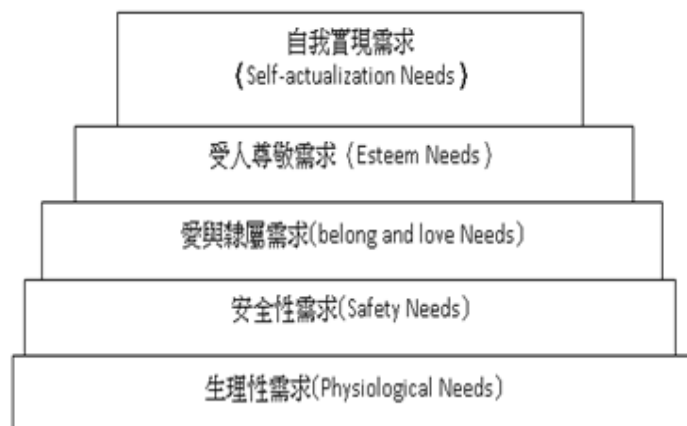 自我實現需求
(Self-actualization Needs)
受人尊敬需求 (Esteem Needs)
愛與隸屬需求(belong and love Needs)
安全性需求(Safety Needs)
生理性需求(Physiological Needs)